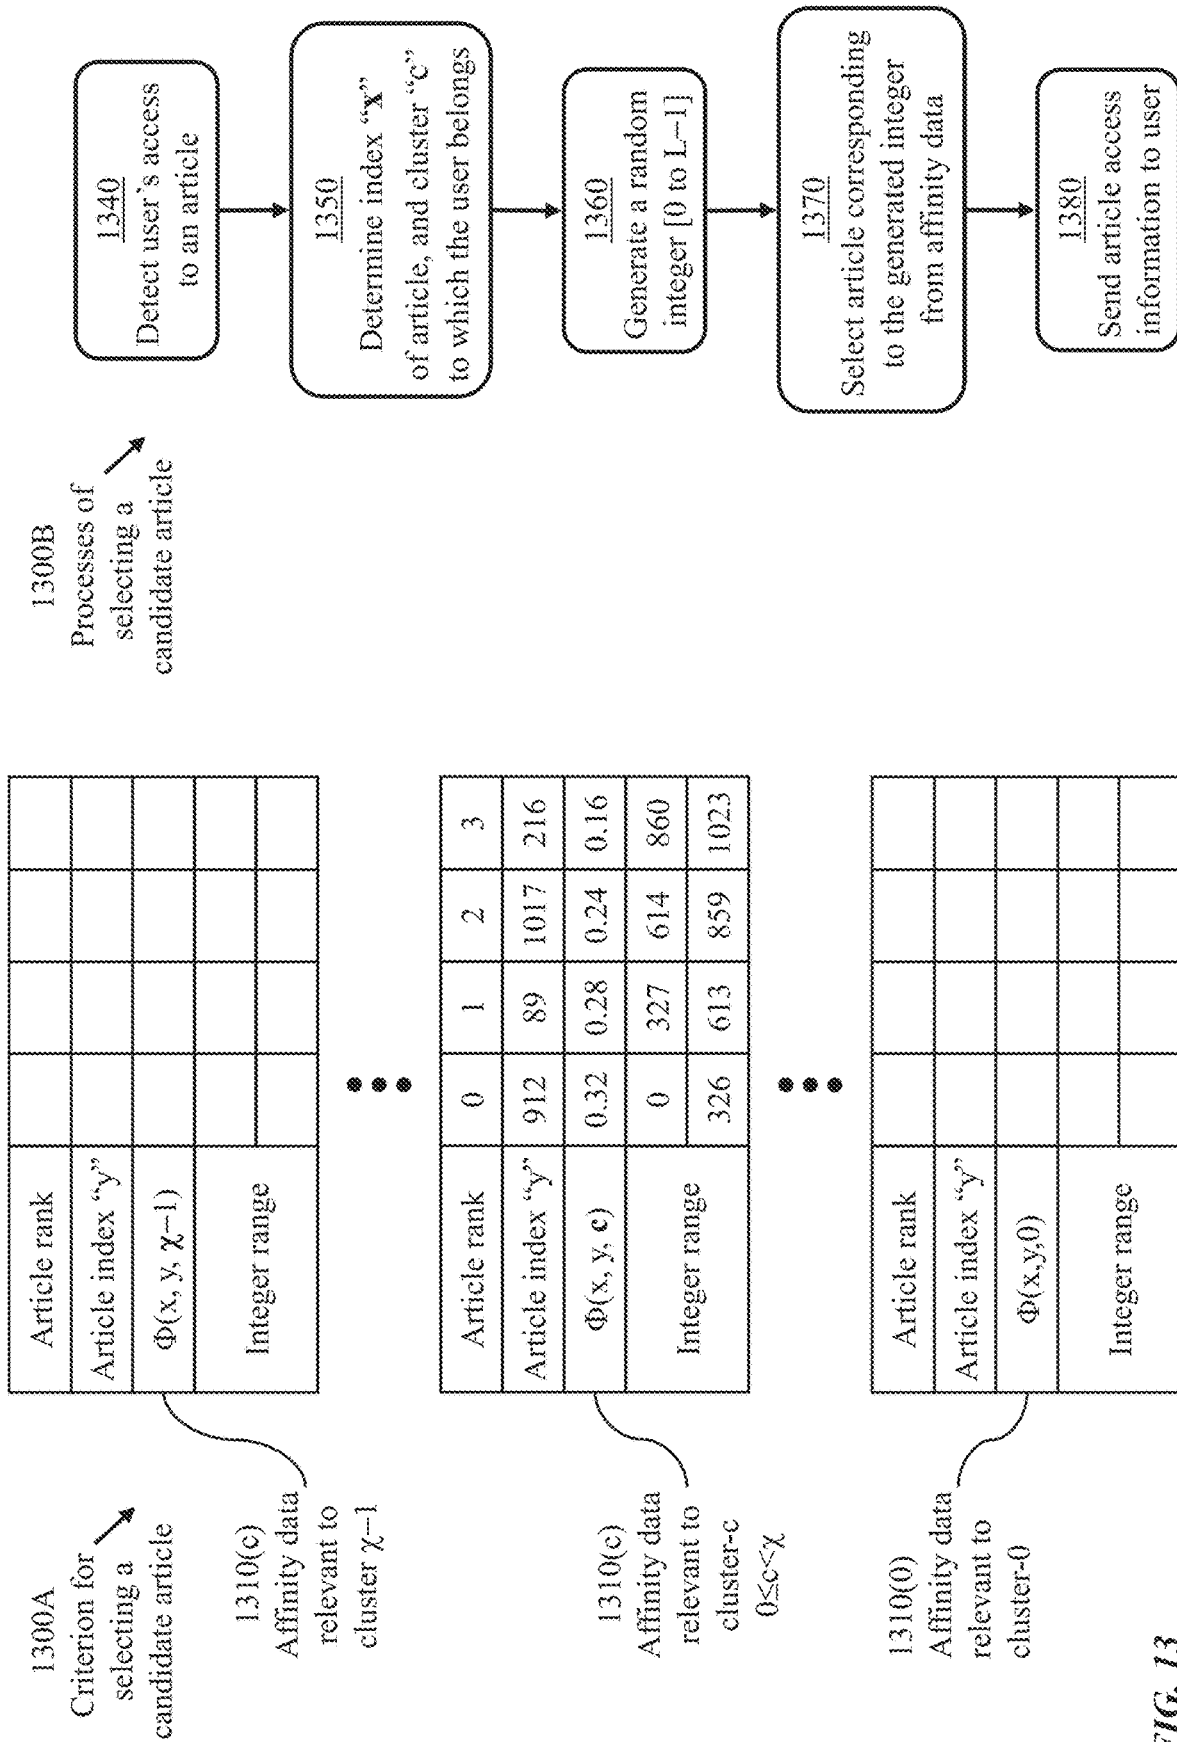 1300A
Criterion for
selecting a
candidate article
1310(c)
Affinity data
relevant to
cluster χ−1
Article rank
Article index “y”
Φ(x, y, χ−1)
Integer range
1310(c)
Affinity data
relevant to
cluster-c
0≤c<χ
Article rank 0 1 2 3
Article index “y” 912 89 1017 216
Φ(x, y, c) 0.32 0.28 0.24 0.16
Integer range 0 327 614 860
326 613 859 1023
1310(0)
Affinity data
relevant to
cluster-0
Article rank
Article index “y”
Φ(x,y,0)
Integer range
1300B
Processes of
selecting a
candidate article
1340
Detect user’s access
to an article
1350
Determine index “x”
of article, and cluster “c”
to which the user belongs
1360
Generate a random
integer [0 to L−1]
1370
Select article corresponding
to the generated integer
from affinity data
1380
Send article access
information to user
FIG. 13